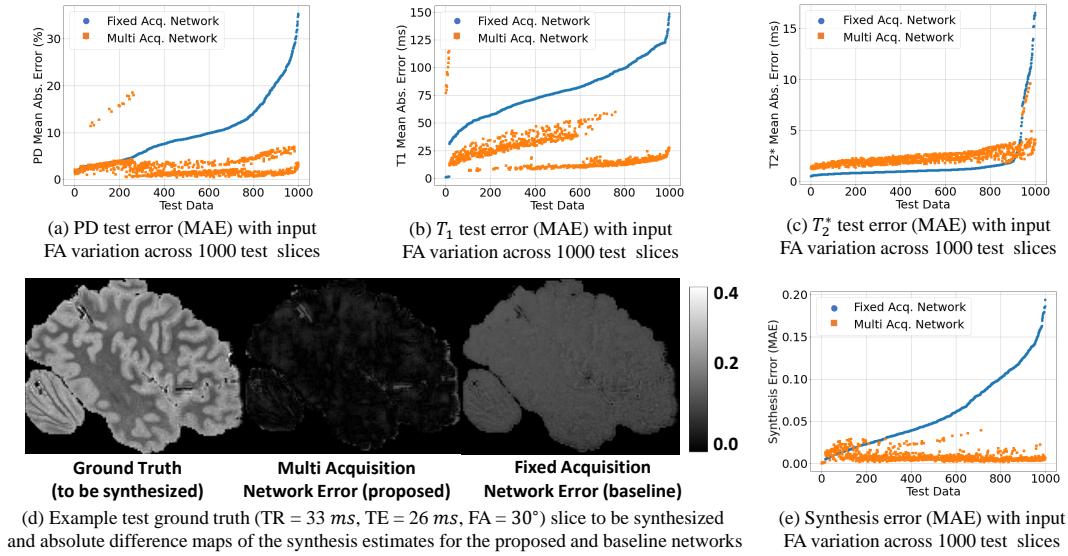 Fixed Acq. Network
Multi Acq. Network
PD Mean Abs. Error (%)
30
20
10
0
0 200 400 600 800 1000
Test Data
(a) PD test error (MAE) with input
FA variation across 1000 test slices
Fixed Acq. Network
Multi Acq. Network
T1 Mean Abs. Error (ms)
150
125
100
75
50
25
0
0 200 400 600 800 1000
Test Data
(b) T₁ test error (MAE) with input
FA variation across 1000 test slices
Fixed Acq. Network
Multi Acq. Network
T2* Mean Abs. Error (ms)
15
10
5
0
0 200 400 600 800 1000
Test Data
(c) T₂* test error (MAE) with input
FA variation across 1000 test slices
0.4
0.2
0.0
Ground Truth
(to be synthesized)
Multi Acquisition
Network Error (proposed)
Fixed Acquisition
Network Error (baseline)
(d) Example test ground truth (TR = 33 ms, TE = 26 ms, FA = 30°) slice to be synthesized
and absolute difference maps of the synthesis estimates for the proposed and baseline networks
Fixed Acq. Network
Multi Acq. Network
Synthesis Error (MAE)
0.20
0.15
0.10
0.05
0.00
0 200 400 600 800 1000
Test Data
(e) Synthesis error (MAE) with input
FA variation across 1000 test slices